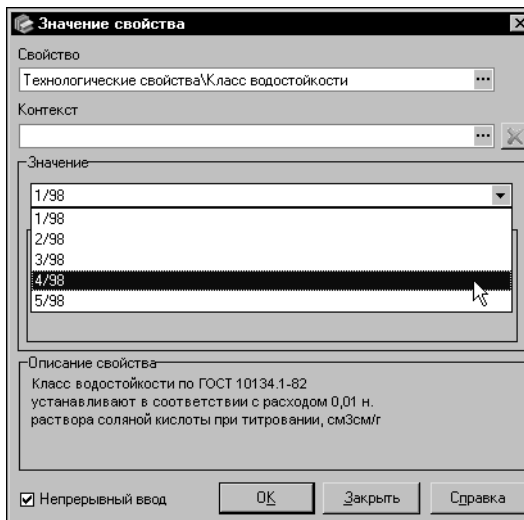 Значение свойства
Свойство
Технологические свойства\Класс водостойкости
Контекст
Значение
1/98
1/98
2/98
3/98
4/98
5/98
Описание свойства
Класс водостойкости по ГОСТ 10134.1-82
устанавливают в соответствии с расходом 0,01 н.
раствора соляной кислоты при титровании, см3см/г
Непрерывный ввод
OK
Закрыть
Справка